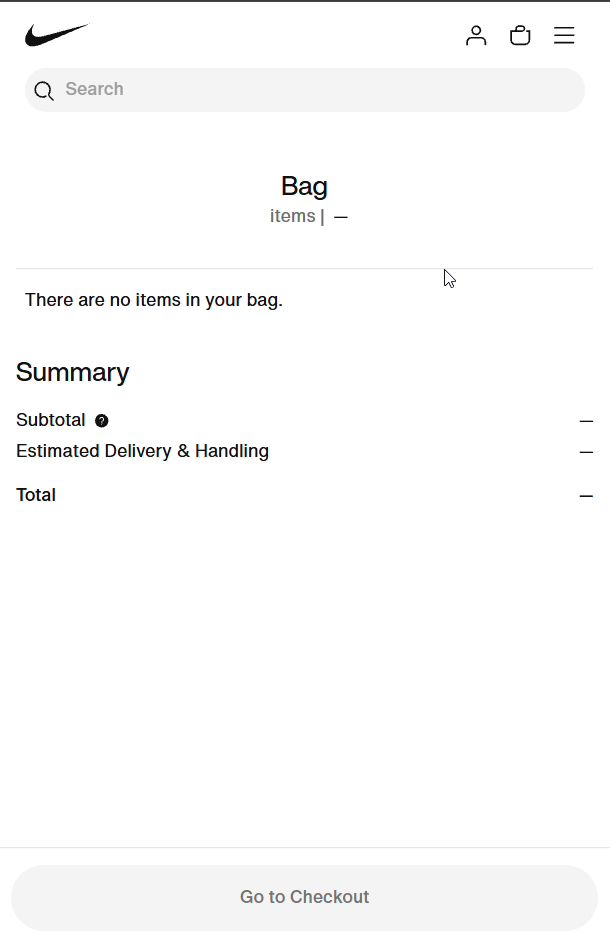 Search
Bag
items | —
There are no items in your bag.
Summary
Subtotal ? —
Estimated Delivery & Handling —
Total —
Go to Checkout